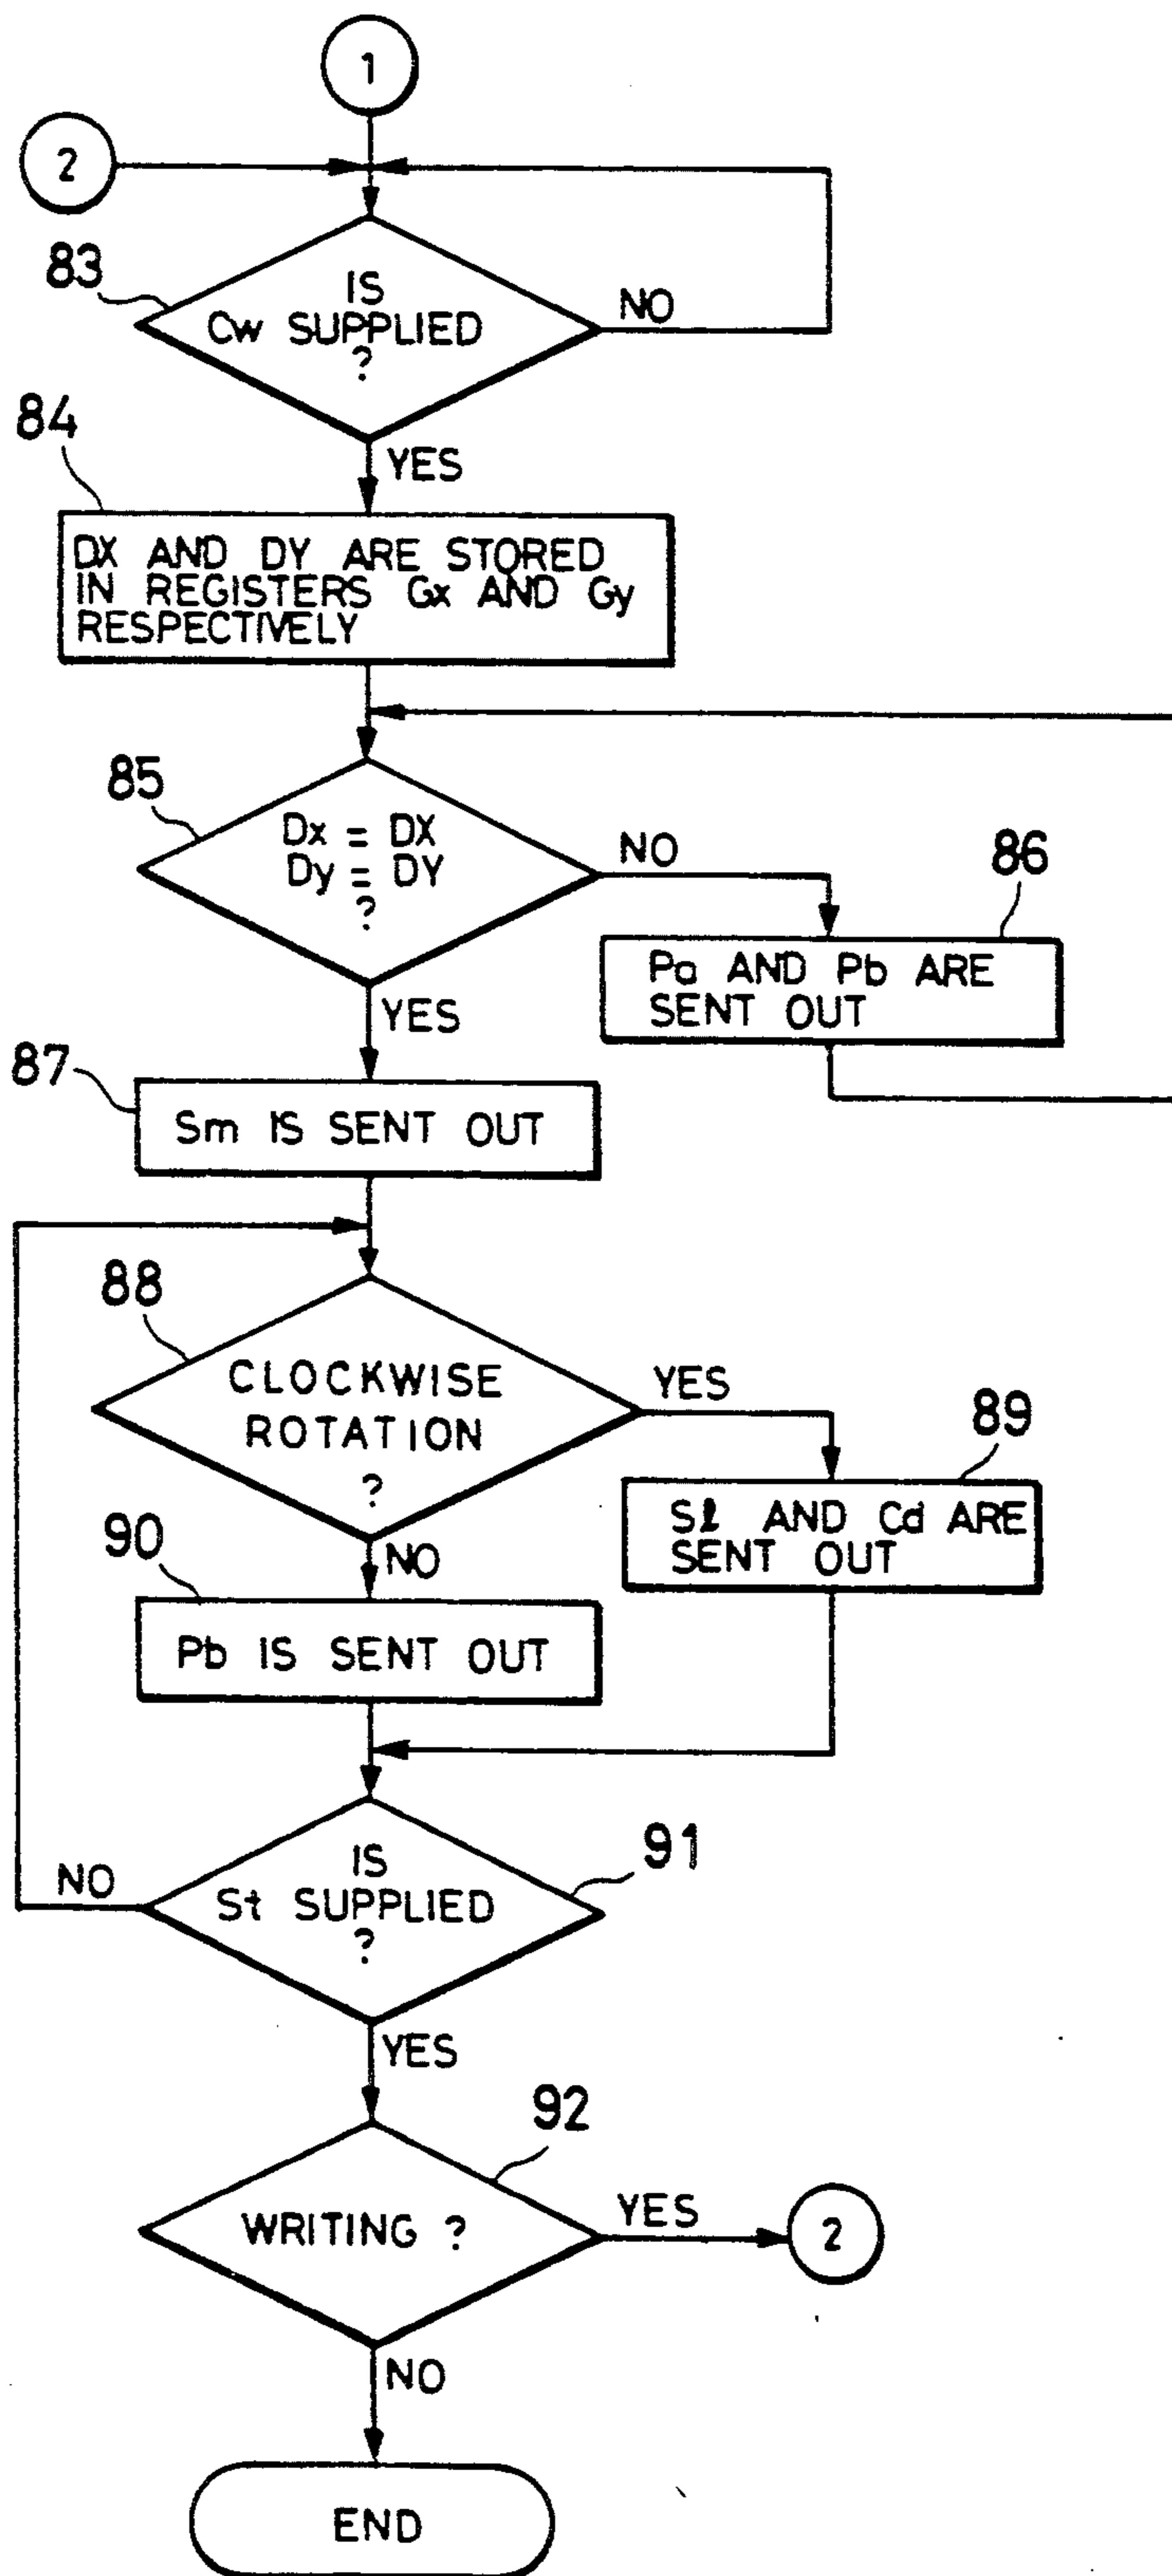 1
2
83
IS
Cw SUPPLIED
?
NO
YES
84
DX AND DY ARE STORED
IN REGISTERS Gx AND Gy
RESPECTIVELY
85
Dx = DX
Dy = DY
?
NO
86
Pa AND Pb ARE
SENT OUT
YES
87
Sm IS SENT OUT
88
CLOCKWISE
ROTATION
?
YES
89
Sℓ AND Cd ARE
SENT OUT
NO
90
Pb IS SENT OUT
91
IS
St SUPPLIED
?
NO
YES
92
WRITING ?
YES
2
NO
END